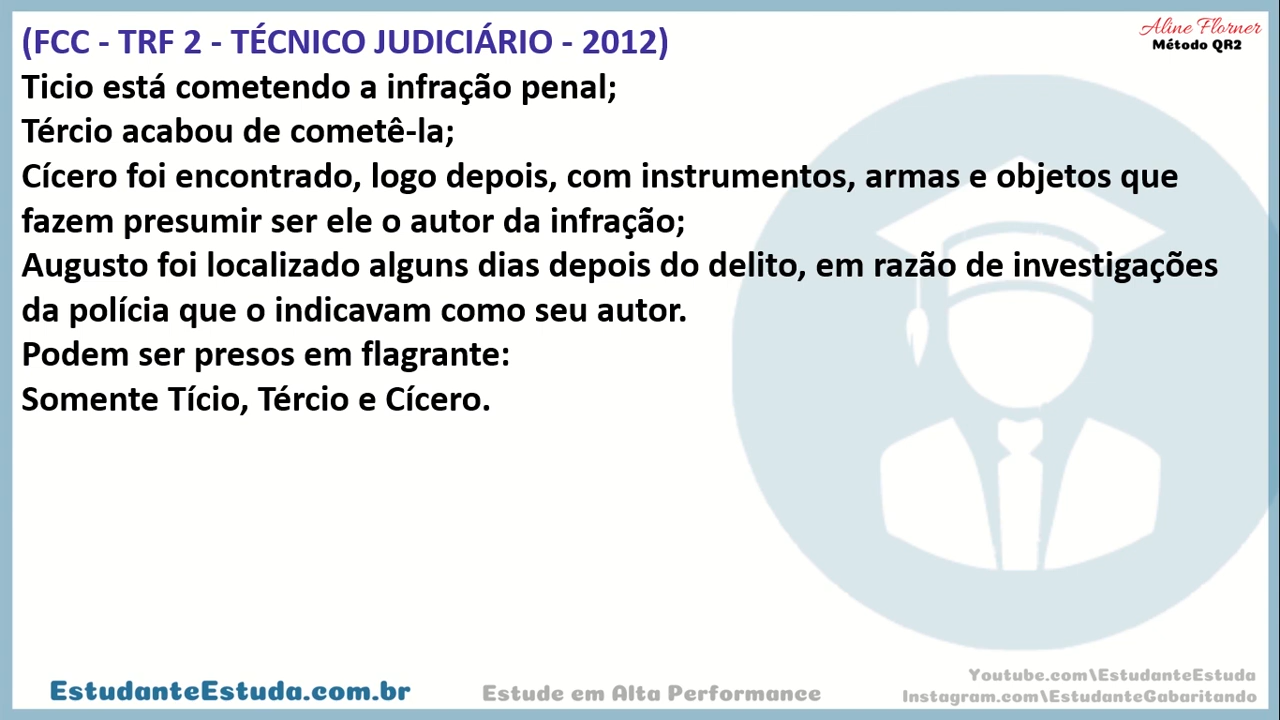 (FCC - TRF 2 - TÉCNICO JUDICIÁRIO - 2012)
Aline Florner
Método QR2
Ticio está cometendo a infração penal;
Tércio acabou de cometê-la;
Cícero foi encontrado, logo depois, com instrumentos, armas e objetos que
fazem presumir ser ele o autor da infração;
Augusto foi localizado alguns dias depois do delito, em razão de investigações
da polícia que o indicavam como seu autor.
Podem ser presos em flagrante:
Somente Tício, Tércio e Cícero.
EstudanteEstuda.com.br
Estude em Alta Performance
Youtube.com\EstudanteEstuda
Instagram.com\EstudanteGabaritando